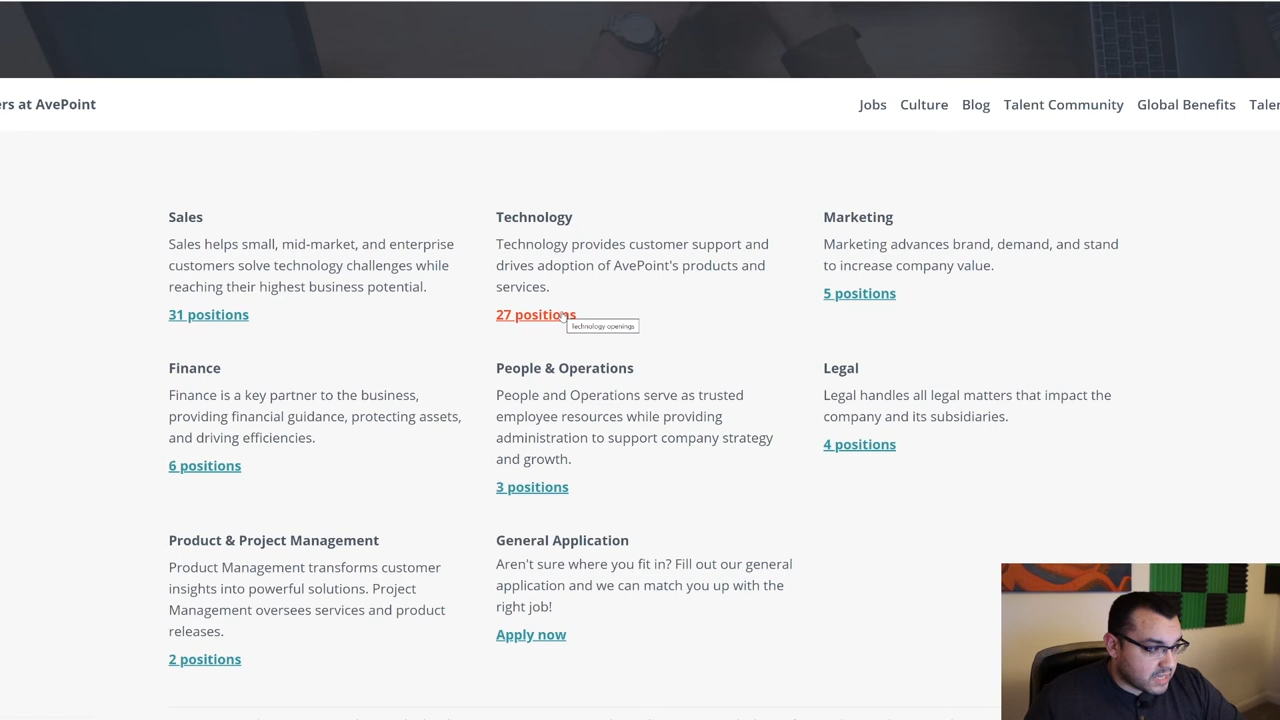 ers at AvePoint
Jobs Culture Blog Talent Community Global Benefits Taler
Sales
Sales helps small, mid-market, and enterprise
customers solve technology challenges while
reaching their highest business potential.
31 positions
Technology
Technology provides customer support and
drives adoption of AvePoint's products and
services.
27 positions
Technology openings
Marketing
Marketing advances brand, demand, and stand
to increase company value.
5 positions
Finance
Finance is a key partner to the business,
providing financial guidance, protecting assets,
and driving efficiencies.
6 positions
People & Operations
People and Operations serve as trusted
employee resources while providing
administration to support company strategy
and growth.
3 positions
Legal
Legal handles all legal matters that impact the
company and its subsidiaries.
4 positions
Product & Project Management
Product Management transforms customer
insights into powerful solutions. Project
Management oversees services and product
releases.
2 positions
General Application
Aren't sure where you fit in? Fill out our general
application and we can match you up with the
right job!
Apply now